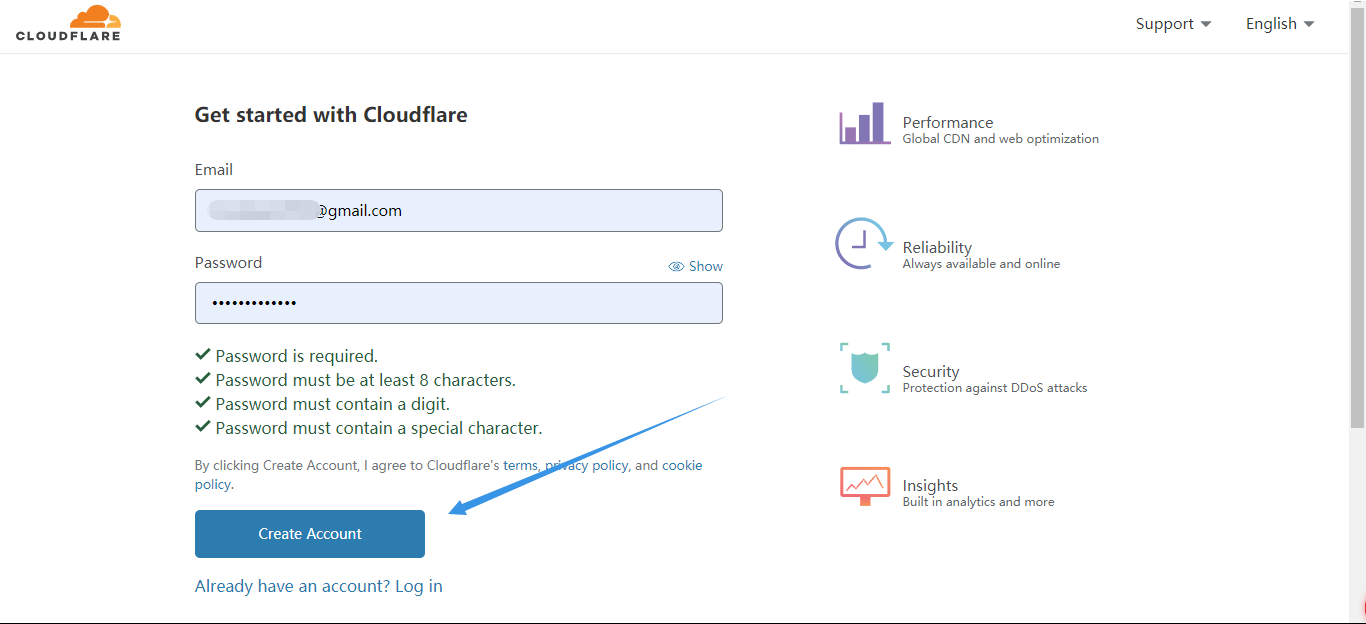 CLOUDFLARE
Support
English
Get started with Cloudflare
Email
@gmail.com
Password
Show
Password is required.
Password must be at least 8 characters.
Password must contain a digit.
Password must contain a special character.
By clicking Create Account, I agree to Cloudflare's terms, privacy policy, and cookie
policy.
Create Account
Already have an account? Log in
Performance
Global CDN and web optimization
Reliability
Always available and online
Security
Protection against DDoS attacks
Insights
Built in analytics and more